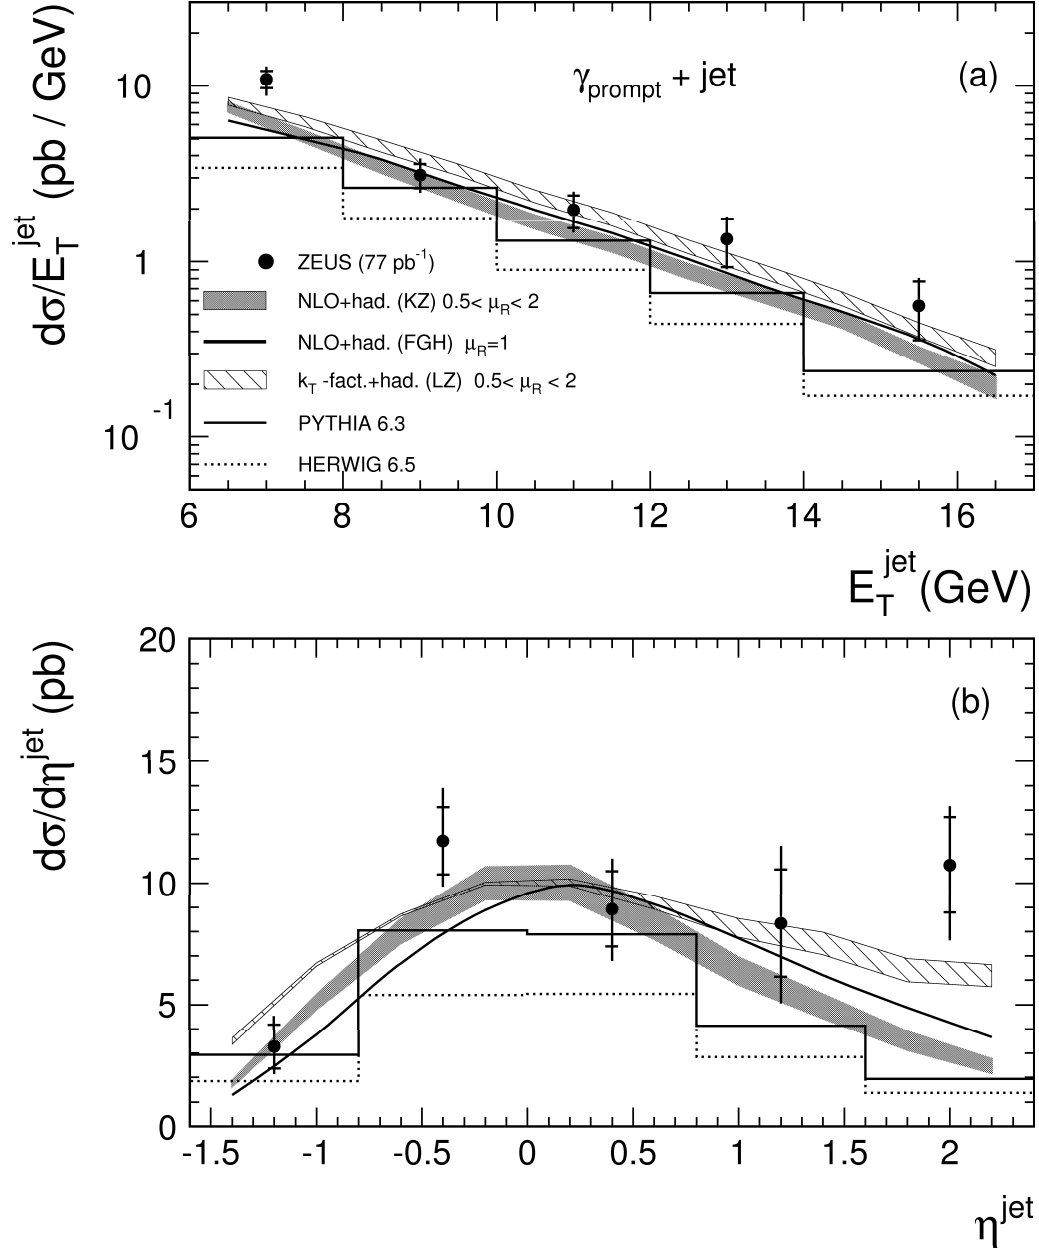 dσ/E_T^jet (pb / GeV)
γ_prompt + jet
(a)
10
1
10^-1
ZEUS (77 pb^-1)
NLO+had. (KZ) 0.5< μ_R< 2
NLO+had. (FGH) μ_R=1
k_T -fact.+had. (LZ) 0.5< μ_R < 2
PYTHIA 6.3
HERWIG 6.5
6 8 10 12 14 16
E_T^jet (GeV)
dσ/dη^jet (pb)
(b)
20
15
10
5
0
-1.5 -1 -0.5 0 0.5 1 1.5 2
η^jet